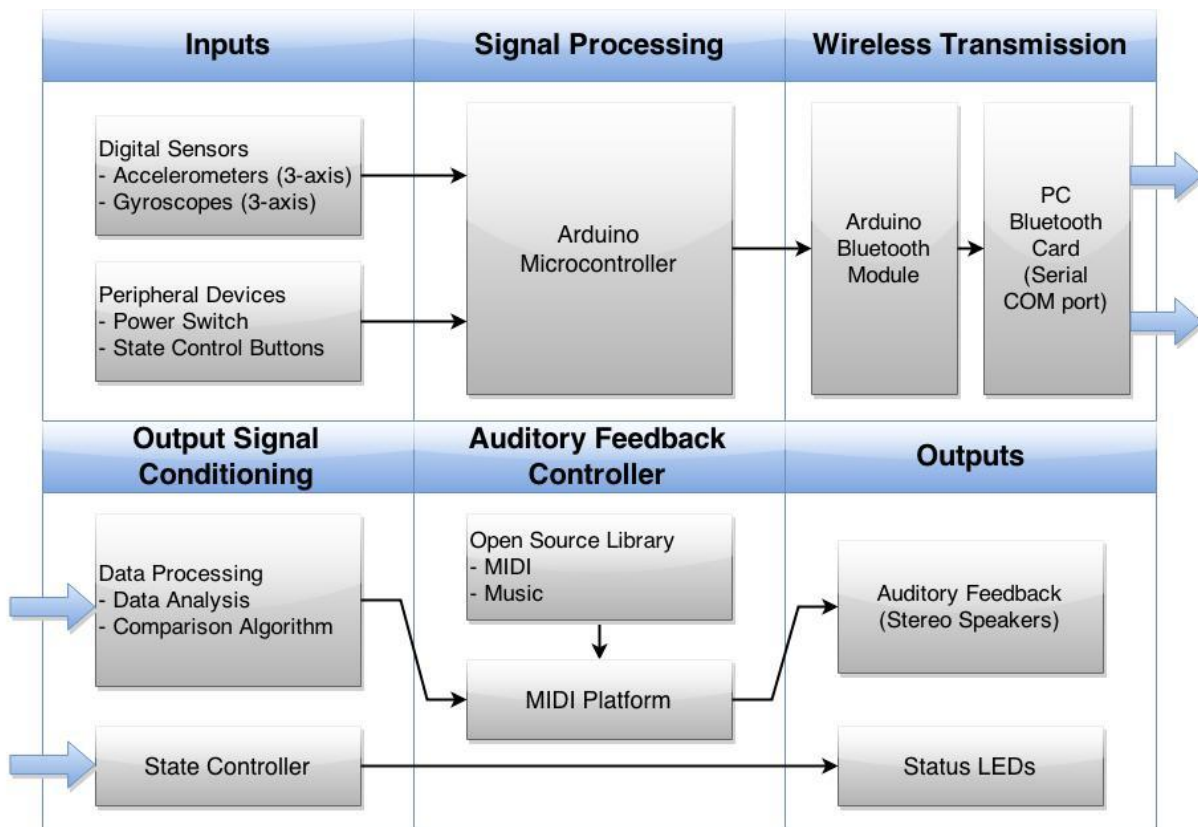 Inputs
Signal Processing
Wireless Transmission
Digital Sensors
- Accelerometers (3-axis)
- Gyroscopes (3-axis)
Peripheral Devices
- Power Switch
- State Control Buttons
Arduino
Microcontroller
Arduino
Bluetooth
Module
PC
Bluetooth
Card
(Serial
COM port)
Output Signal
Conditioning
Auditory Feedback
Controller
Outputs
Data Processing
- Data Analysis
- Comparison Algorithm
State Controller
Open Source Library
- MIDI
- Music
MIDI Platform
Auditory Feedback
(Stereo Speakers)
Status LEDs